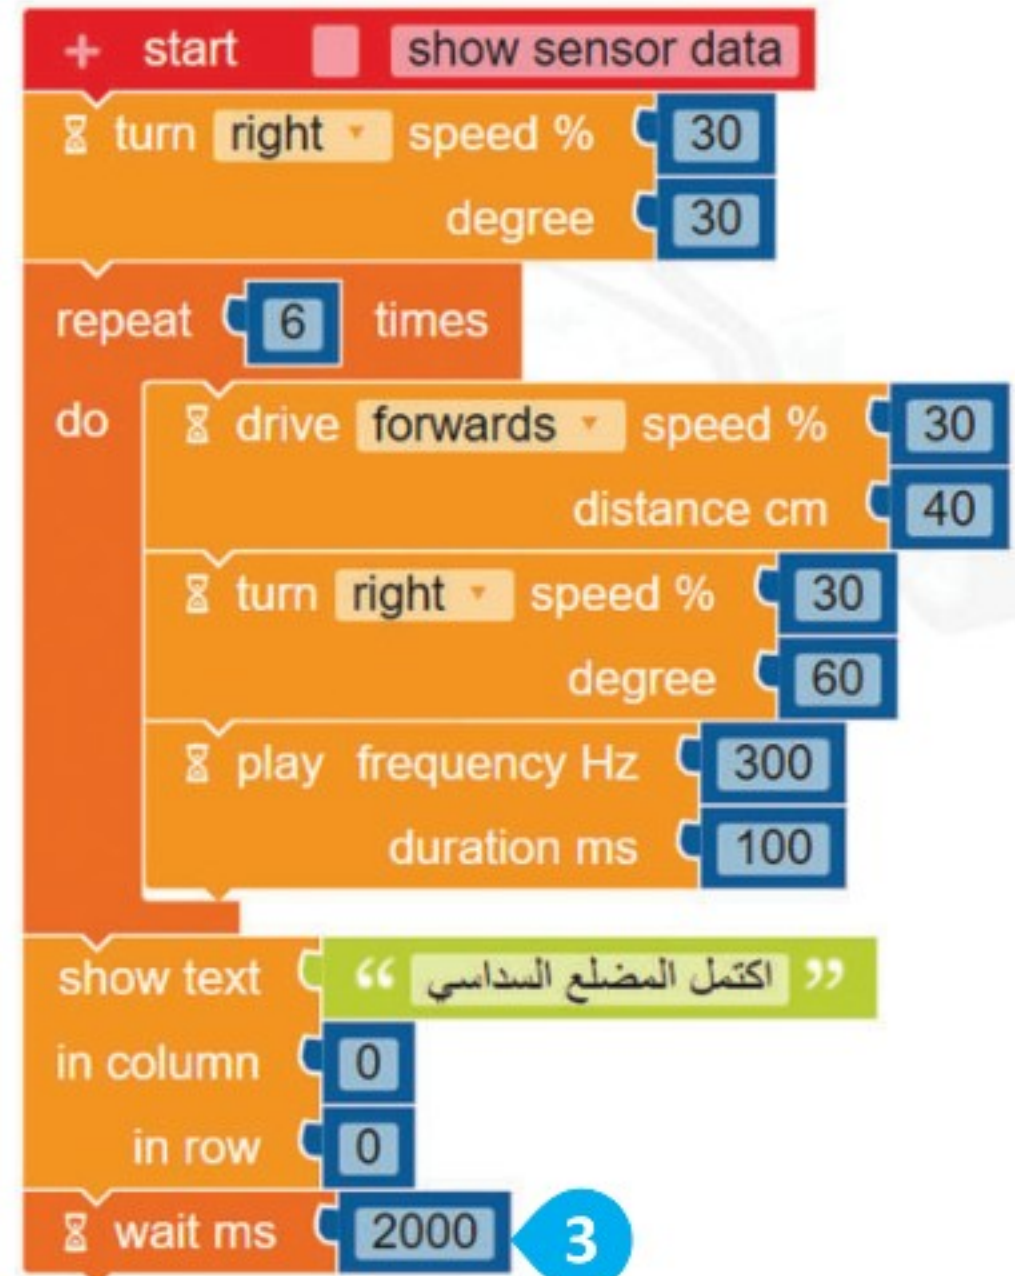 + start show sensor data
turn right speed % 30
degree 30
repeat 6 times
do drive forwards speed % 30
distance cm 40
turn right speed % 30
degree 60
play frequency Hz 300
duration ms 100
show text “ اكتمل المضلع السداسي ”
in column 0
in row 0
wait ms 2000 3